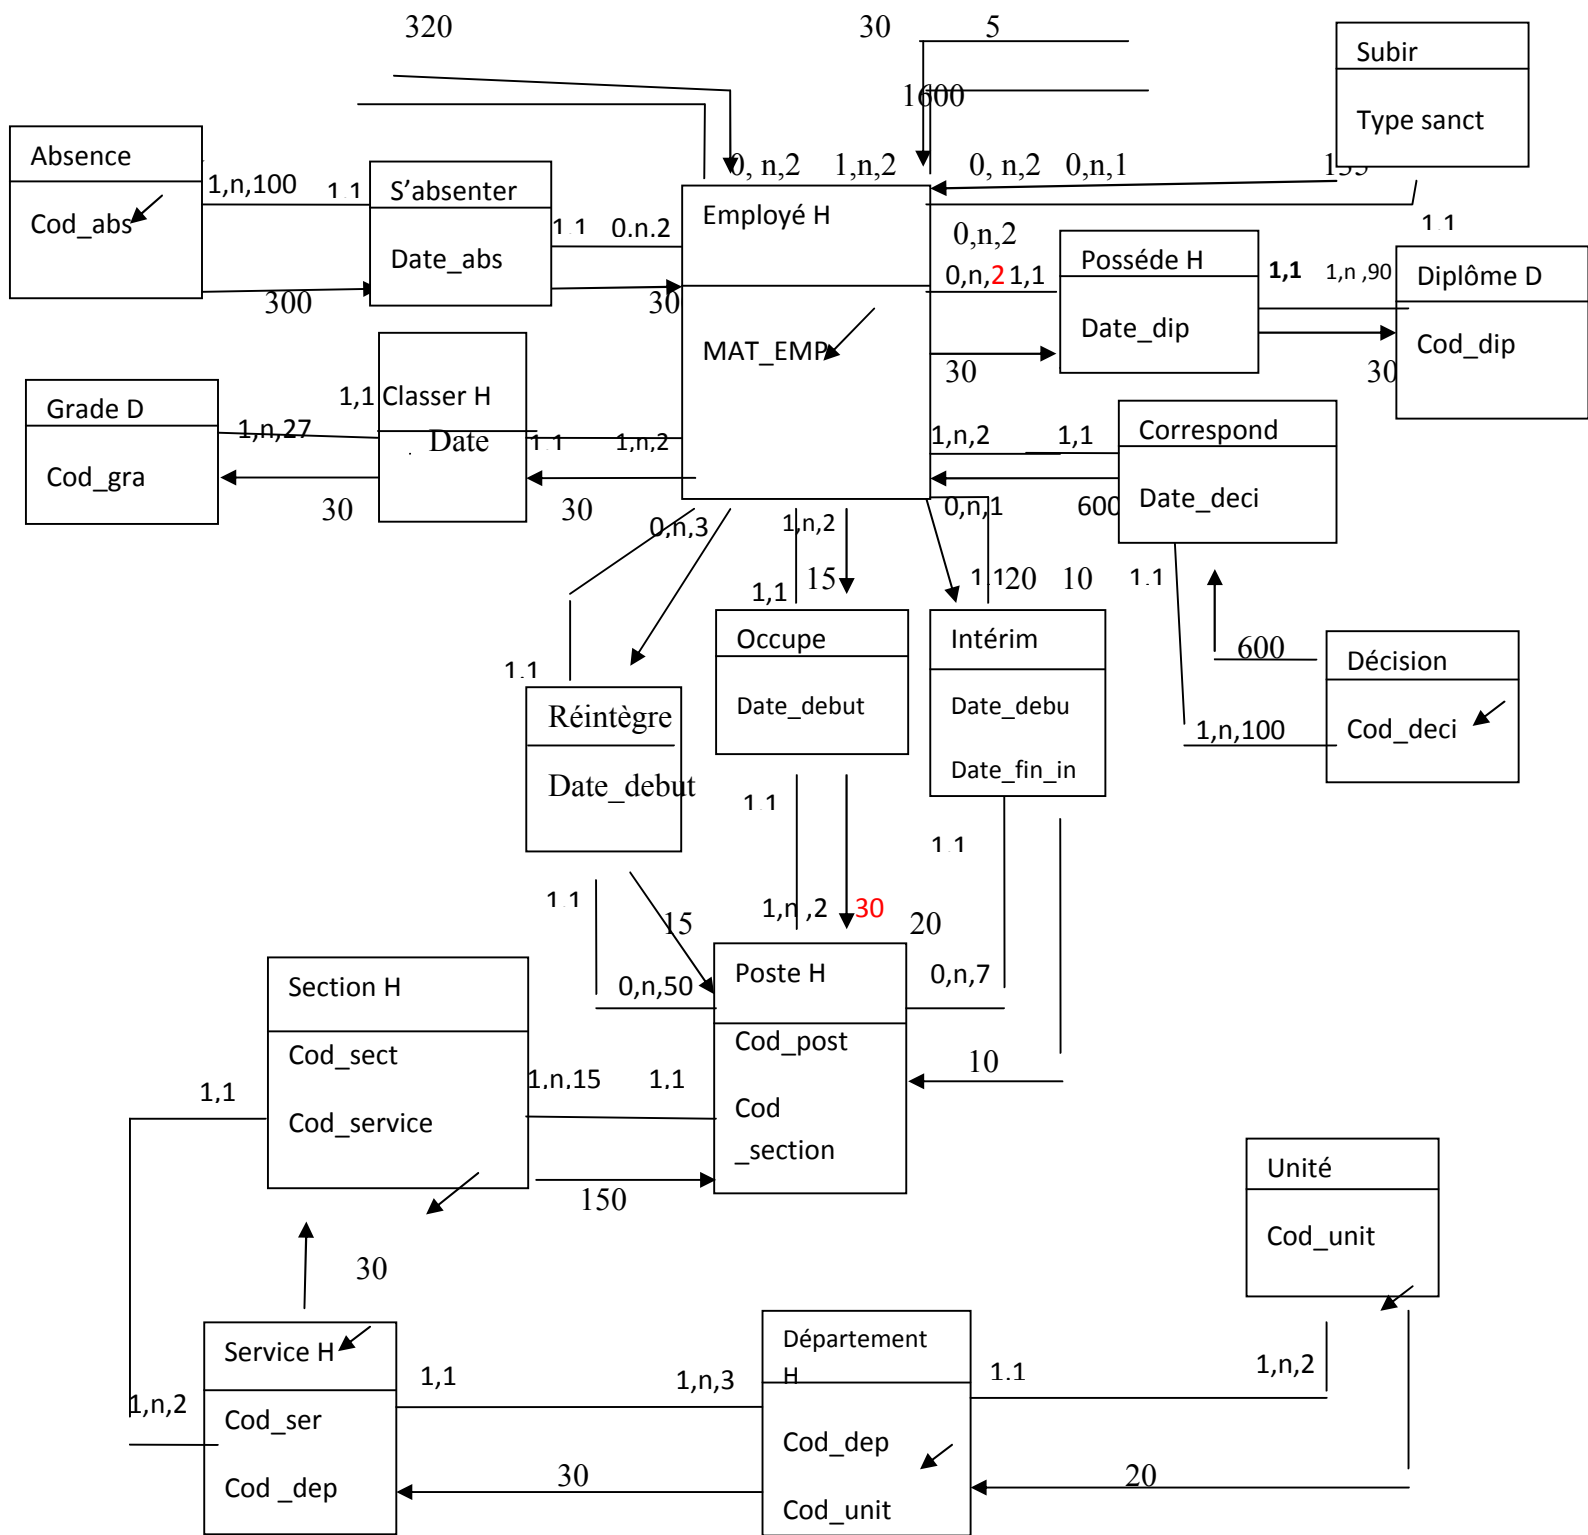 320
30 5
Subir
1600
Type sanct
Absence
1,n,100
1,1
S'absenter
0, n,2
1,n,2
0, n,2
0,n,1
135
Cod_abs
Employé H
1,1
0,n,2
Date_abs
0,n,2
1,1
0,n,2
1,1
Posséde H
1,1
1,n ,90
Diplôme D
300
30
Date_dip
Cod_dip
MAT_EMP
30
30
Grade D
1,1
Classer H
1,n,27
Date
1,1
1,n,2
1,n,2
1,1
Correspond
Cod_gra
Date_deci
30
30
0,n,3
1,n,2
0,n,1
600
1,1
15
1,1
20
10
1,1
Occupe
Intérim
600
Décision
1,1
Réintègre
Date_debut
Date_debu
1,n,100
Cod_deci
Date_debut
Date_fin_in
1,1
1,1
1,1
15
1,n ,2
30
20
Section H
0,n,50
Poste H
0,n,7
Cod_sect
Cod_post
1,1
1,n,15
1,1
10
Cod_service
Cod
_section
150
Unité
Cod_unit
30
Service H
Département
H
1,1
1,n,3
1,1
1,n,2
1,n,2
Cod_ser
Cod_dep
Cod _dep
30
Cod_unit
20